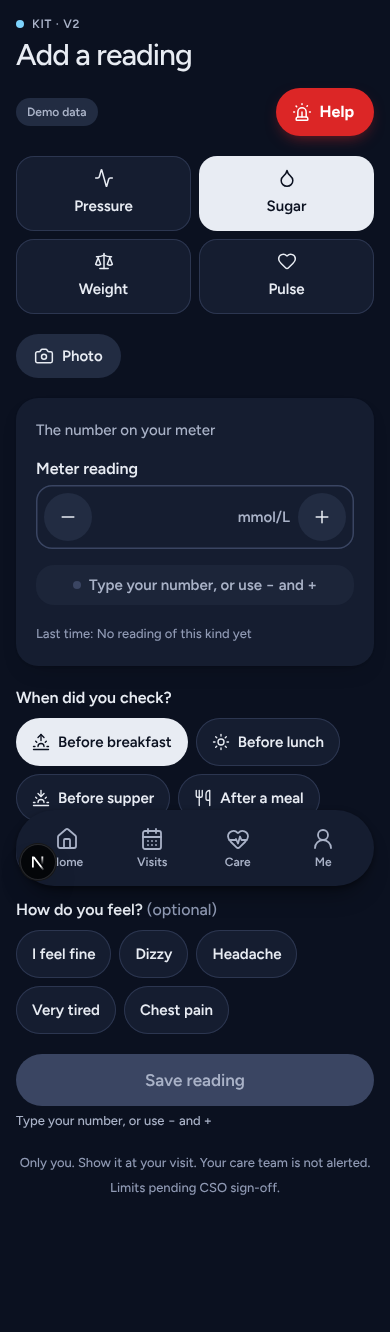 KIT · V2
Add a reading
Demo data
Help
Pressure
Sugar
Weight
Pulse
Photo
The number on your meter
Meter reading
− mmol/L +
Type your number, or use − and +
Last time: No reading of this kind yet
When did you check?
Before breakfast
Before lunch
Before supper
After a meal
N
ome
Visits
Care
Me
How do you feel? (optional)
I feel fine
Dizzy
Headache
Very tired
Chest pain
Save reading
Type your number, or use − and +
Only you. Show it at your visit. Your care team is not alerted.
Limits pending CSO sign-off.